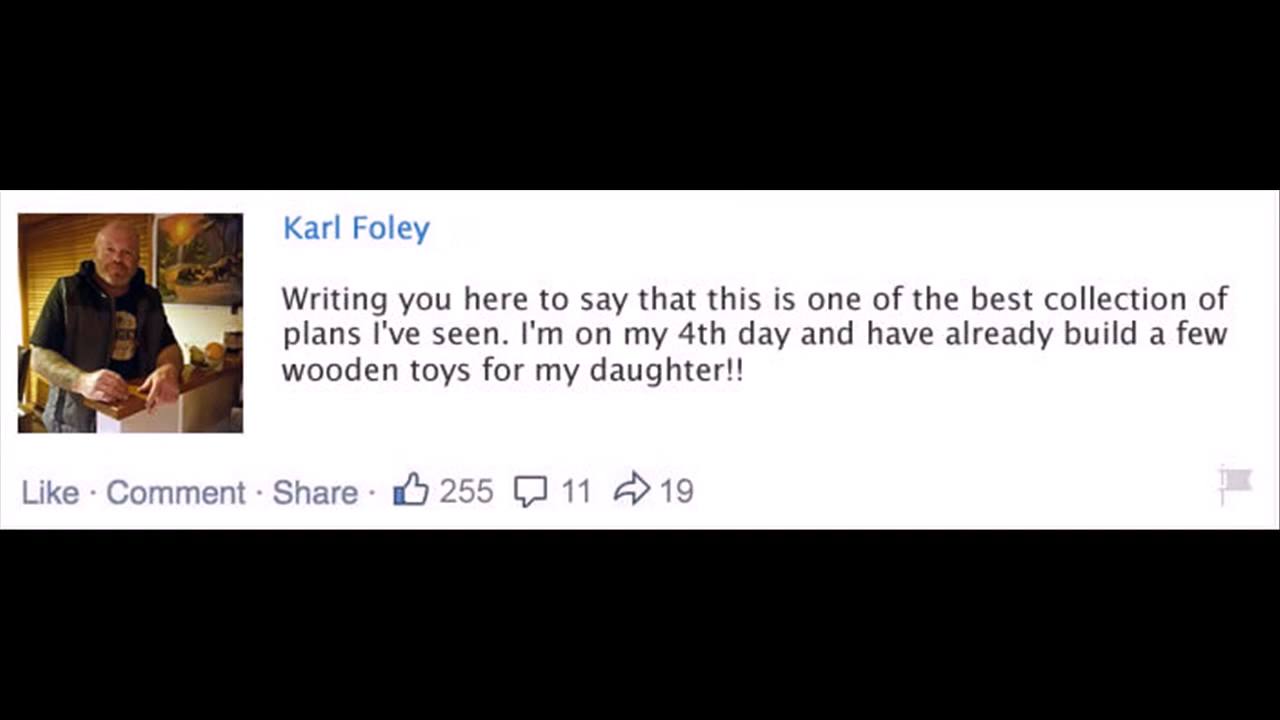 Karl Foley
Writing you here to say that this is one of the best collection of
plans I've seen. I'm on my 4th day and have already build a few
wooden toys for my daughter!!
Like · Comment · Share · 255 11 19